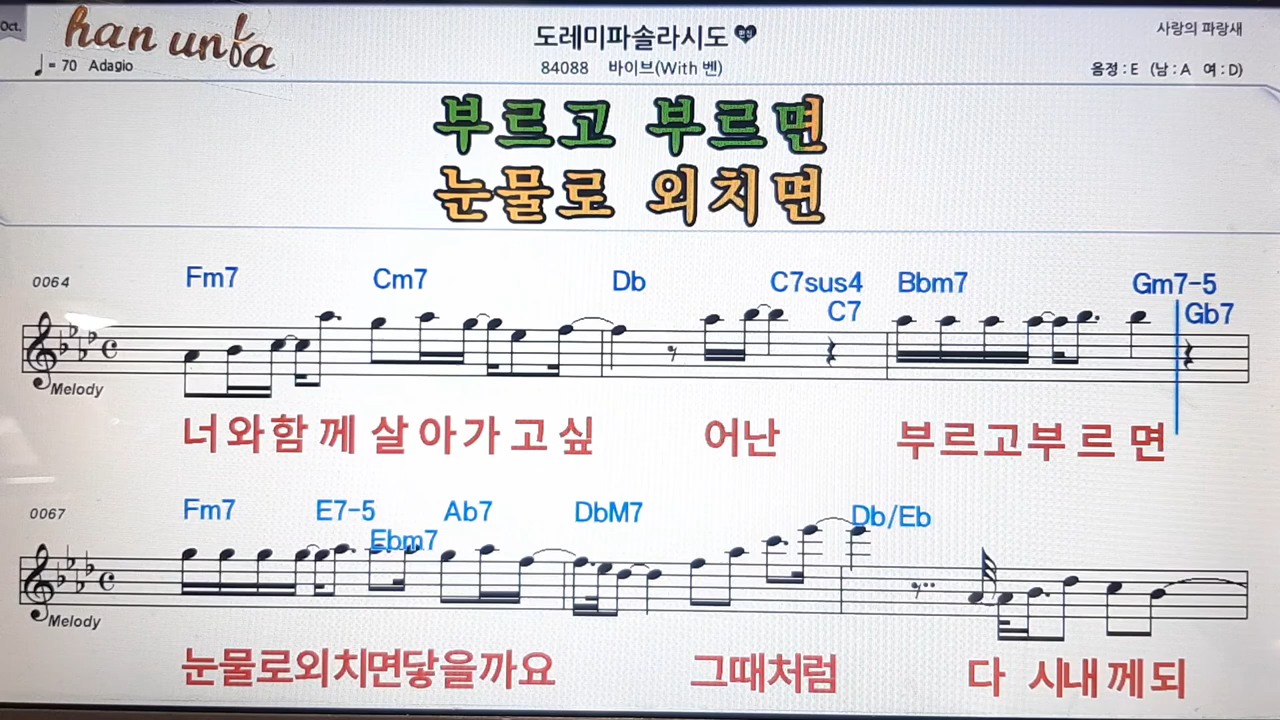 Oct.
han unfa
도레미파솔라시도
편집
사랑의 파랑새
♩= 70 Adagio
84088 바이브(With 벤)
음정 : E (남 : A 여 : D)
부르고 부르면
눈물로 외치면
0064
Fm7 Cm7 Db C7sus4 Bbm7 Gm7-5
C7 Gb7
Melody
너와함께 살아가고싶 어난 부르고부르면
0067
Fm7 E7-5 Ab7 DbM7 Db/Eb
Ebm7
Melody
눈물로외치면닿을까요 그때처럼 다 시내께되